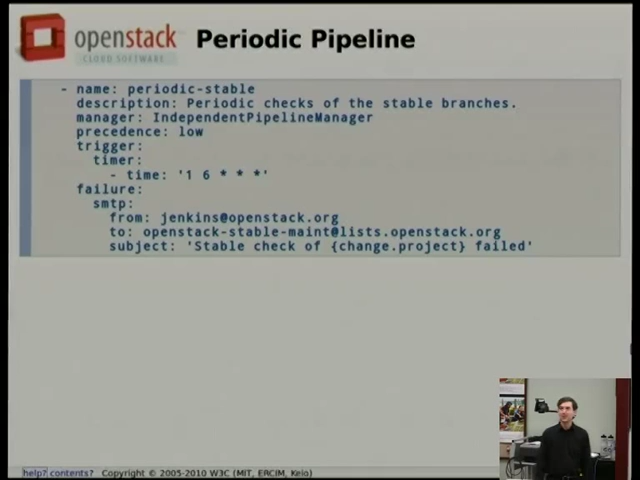 openstack
CLOUD SOFTWARE
Periodic Pipeline
- name: periodic-stable
description: Periodic checks of the stable branches.
manager: IndependentPipelineManager
precedence: low
trigger:
timer:
- time: '1 6 * * *'
failure:
smtp:
from: jenkins@openstack.org
to: openstack-stable-maint@lists.openstack.org
subject: 'Stable check of {change.project} failed'
help? contents? Copyright © 2005-2010 W3C (MIT, ERCIM, Keio)